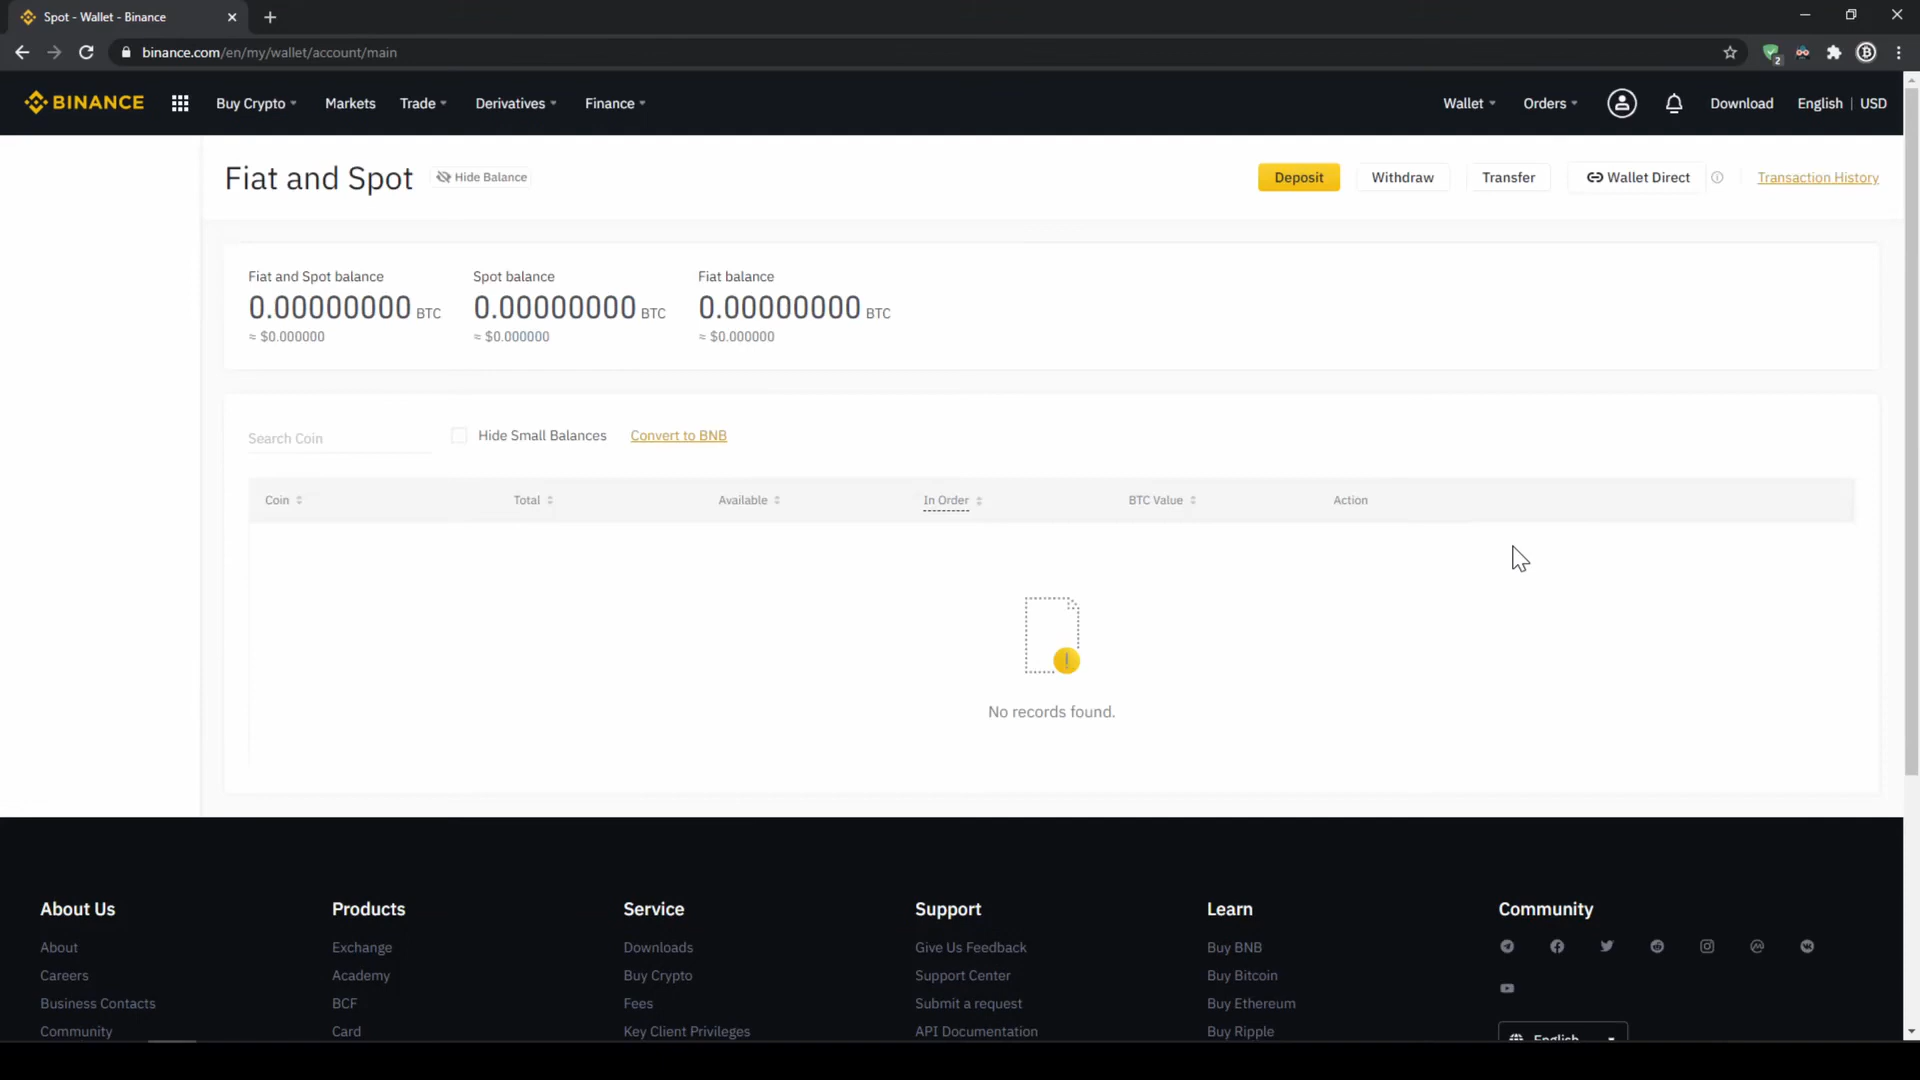 Spot - Wallet - Binance
binance.com/en/my/wallet/account/main
2
BINANCE Buy Crypto Markets Trade Derivatives Finance Wallet Orders Download English | USD
Fiat and Spot Hide Balance Deposit Withdraw Transfer Wallet Direct Transaction History
Fiat and Spot balance Spot balance Fiat balance
0.00000000 BTC 0.00000000 BTC 0.00000000 BTC
≈ $0.000000 ≈ $0.000000 ≈ $0.000000
Search Coin Hide Small Balances Convert to BNB
Coin Total Available In Order BTC Value Action
No records found.
About Us Products Service Support Learn Community
About Exchange Downloads Give Us Feedback Buy BNB
Careers Academy Buy Crypto Support Center Buy Bitcoin
Business Contacts BCF Fees Submit a request Buy Ethereum
Community Card Key Client Privileges API Documentation Buy Ripple
English